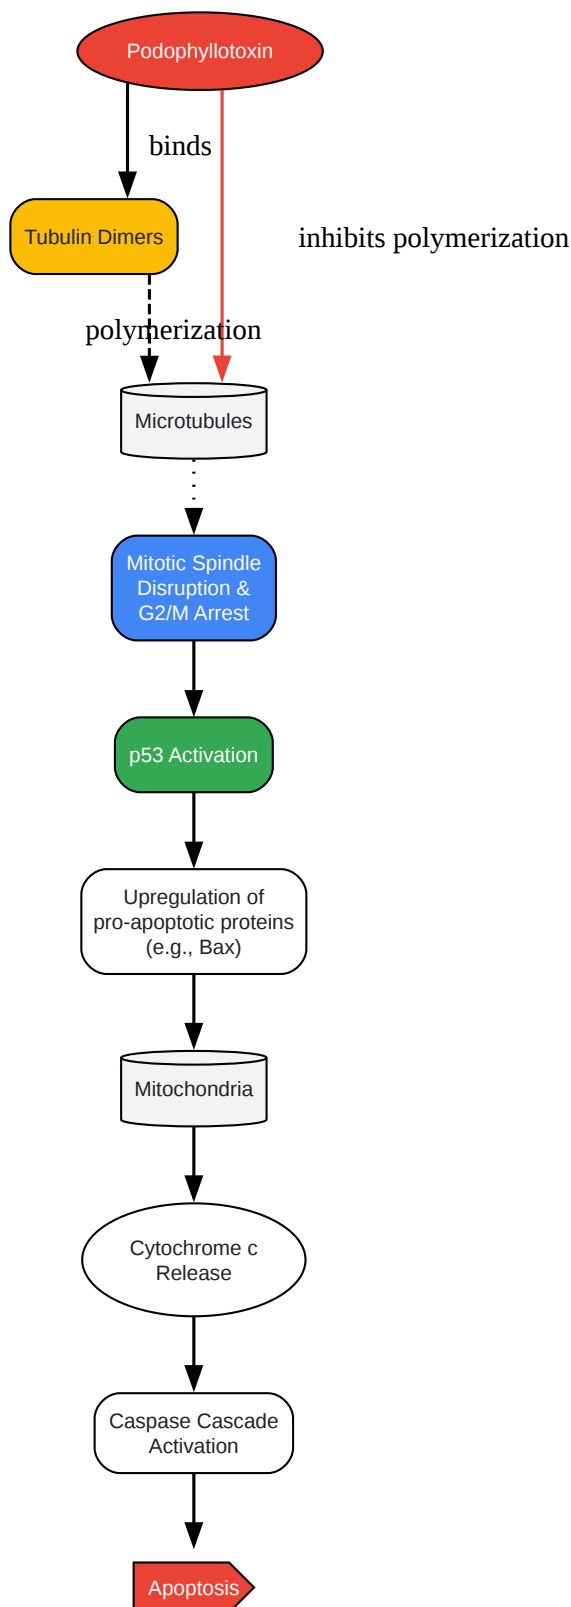 Podophyllotoxin
binds
Tubulin Dimers
inhibits polymerization
polymerization
Microtubules
Mitotic Spindle
Disruption &
G2/M Arrest
p53 Activation
Upregulation of
pro-apoptotic proteins
(e.g., Bax)
Mitochondria
Cytochrome c
Release
Caspase Cascade
Activation
Apoptosis